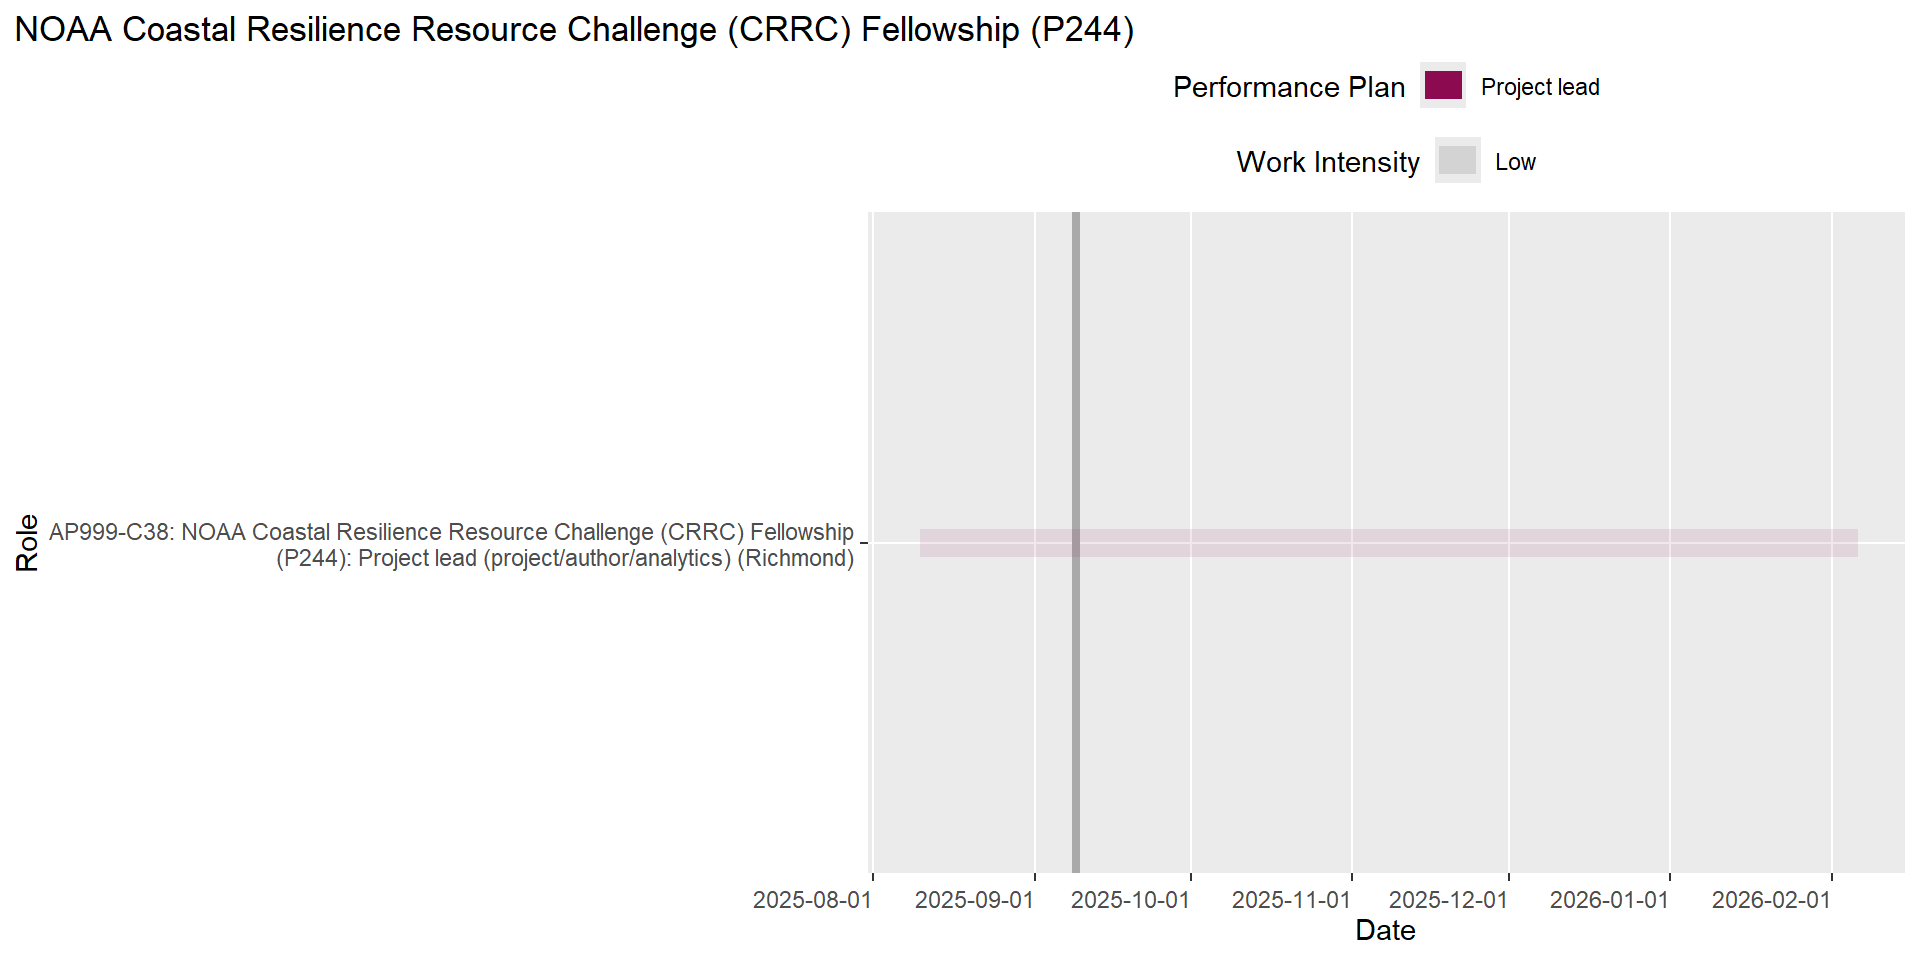 NOAA Coastal Resilience Resource Challenge (CRRC) Fellowship (P244)
Performance Plan Project lead
Work Intensity Low
Role
AP999-C38: NOAA Coastal Resilience Resource Challenge (CRRC) Fellowship
(P244): Project lead (project/author/analytics) (Richmond)
2025-08-01 2025-09-01 2025-10-01 2025-11-01 2025-12-01 2026-01-01 2026-02-01
Date